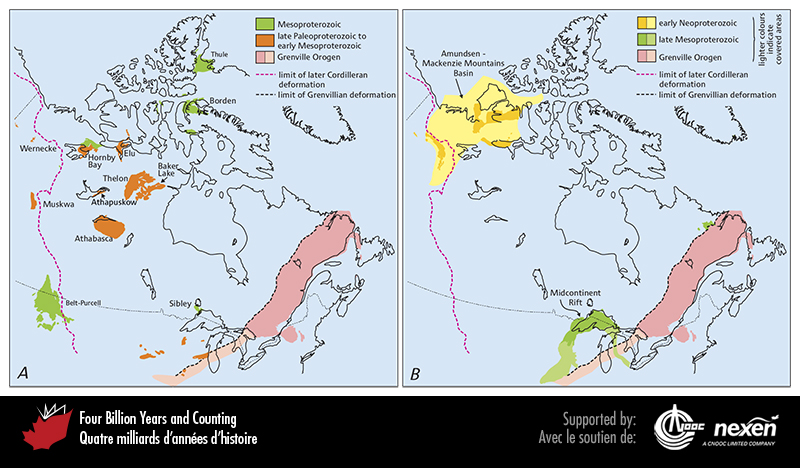 Mesoproterozoic
late Paleoproterozoic to
early Mesoproterozoic
Grenville Orogen
limit of later Cordilleran
deformation
limit of Grenvillian deformation
Thule
Borden
Wernecke
Hornby
Bay
Elu
Baker
Lake
Thelon
Muskwa
Athapuskow
Athabasca
Belt-Purcell
Sibley
A
early Neoproterozoic
late Mesoproterozoic
Grenville Orogen
lighter colours
indicate
covered areas
limit of later Cordilleran
deformation
limit of Grenvillian deformation
Amundsen –
Mackenzie Mountains
Basin
Midcontinent
Rift
B
Four Billion Years and Counting
Quatre milliards d'années d'histoire
Supported by:
Avec le soutien de:
CNOOC
nexen
A CNOOC LIMITED COMPANY